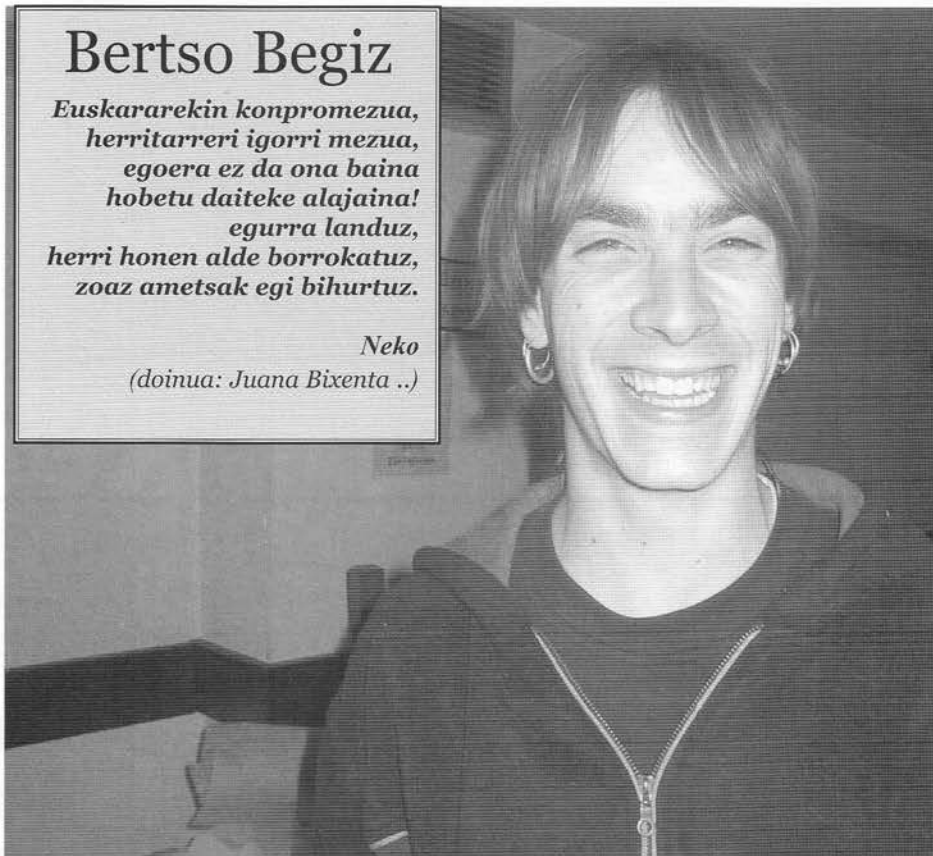 Bertso Begiz
Euskararekin konpromezua,
herritarreri igorri mezua,
egoera ez da ona baina
hobetu daiteke alajaina!
egurra landuz,
herri honen alde borrokatuz,
zoaz ametsak egi bihurtuz.
Neko
(doinua: Juana Bixenta ..)